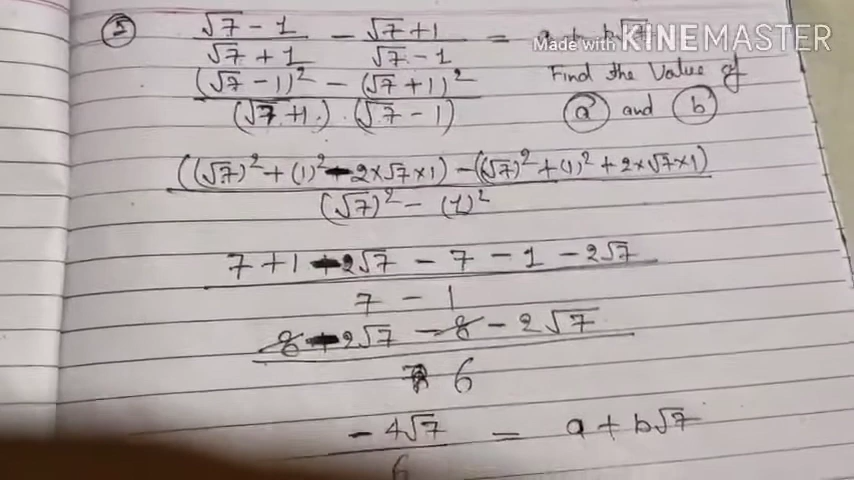 ⑤ (√7 - 1)/(√7 + 1) - (√7 + 1)/(√7 - 1) = a + b√7
Made with KINEMASTER
((√7 - 1)² - (√7 + 1)²)/((√7 + 1) · (√7 - 1))
Find the Value of
ⓐ and ⓑ
(((√7)² + (1)² - 2×√7×1) - ((√7)² + (1)² + 2×√7×1))/((√7)² - (1)²)
(7 + 1 - 2√7 - 7 - 1 - 2√7)/(7 - 1)
(8 - 2√7 - 8 - 2√7)/6
(-4√7)/6 = a + b√7